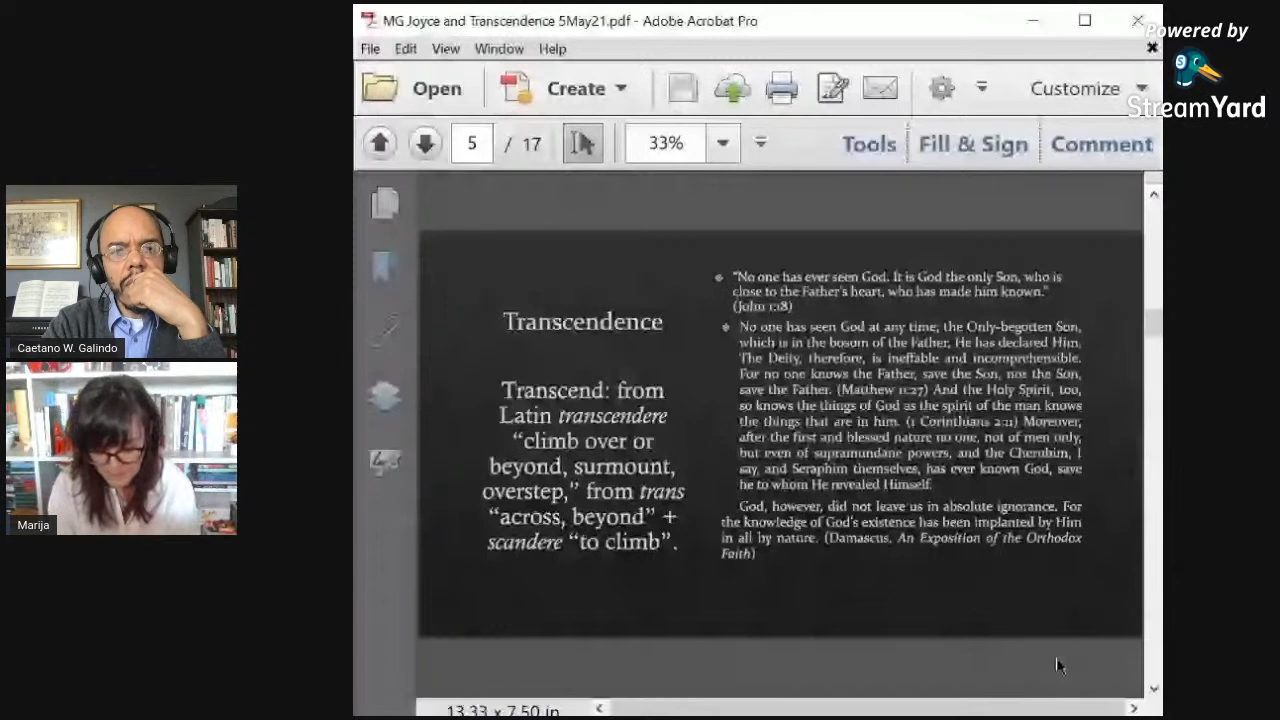 MG Joyce and Transcendence 5May21.pdf - Adobe Acrobat Pro
Powered by
StreamYard
File Edit View Window Help
Open Create Customize
5 / 17 33% Tools Fill & Sign Comment
Transcendence
Transcend: from
Latin transcendere
“climb over or
beyond, surmount,
overstep,” from trans
“across, beyond” +
scandere “to climb”.
“No one has ever seen God. It is God the only Son, who is
close to the Father's heart, who has made him known.”
(John 1:18)
No one has seen God at any time; the Only-begotten Son,
which is in the bosom of the Father, He has declared Him.
The Deity, therefore, is ineffable and incomprehensible.
For no one knows the Father, save the Son, nor the Son,
save the Father. (Matthew 11:27) And the Holy Spirit, too,
so knows the things of God as the spirit of the man knows
the things that are in him. (1 Corinthians 2:11) Moreover,
after the first and blessed nature no one, not of men only,
but even of supramundane powers, and the Cherubim, I
say, and Seraphim themselves, has ever known God, save
he to whom He revealed Himself.
God, however, did not leave us in absolute ignorance. For
the knowledge of God's existence has been implanted by Him
in all by nature. (Damascus, An Exposition of the Orthodox
Faith)
Caetano W. Galindo
Marija
13.33 x 7.50 in